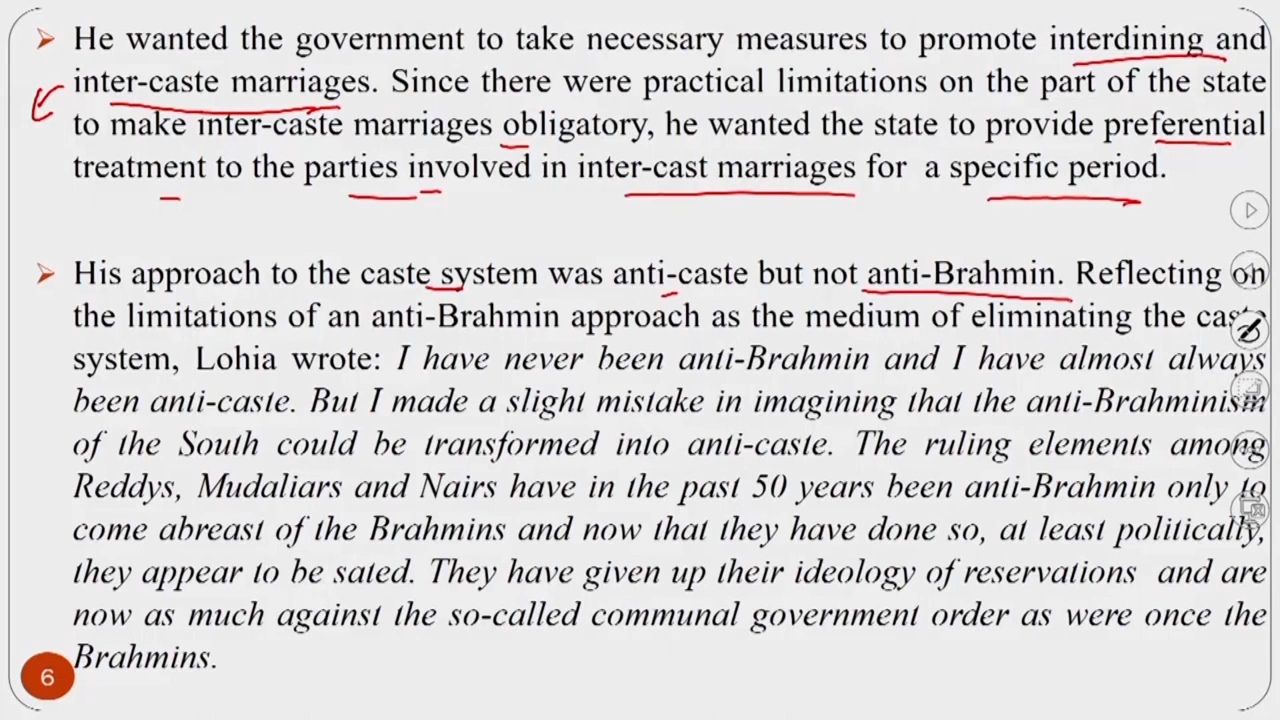 He wanted the government to take necessary measures to promote interdining and
inter-caste marriages. Since there were practical limitations on the part of the state
to make inter-caste marriages obligatory, he wanted the state to provide preferential
treatment to the parties involved in inter-cast marriages for a specific period.
His approach to the caste system was anti-caste but not anti-Brahmin. Reflecting on
the limitations of an anti-Brahmin approach as the medium of eliminating the caste
system, Lohia wrote: I have never been anti-Brahmin and I have almost always
been anti-caste. But I made a slight mistake in imagining that the anti-Brahminism
of the South could be transformed into anti-caste. The ruling elements among
Reddys, Mudaliars and Nairs have in the past 50 years been anti-Brahmin only to
come abreast of the Brahmins and now that they have done so, at least politically,
they appear to be sated. They have given up their ideology of reservations and are
now as much against the so-called communal government order as were once the
Brahmins.
6